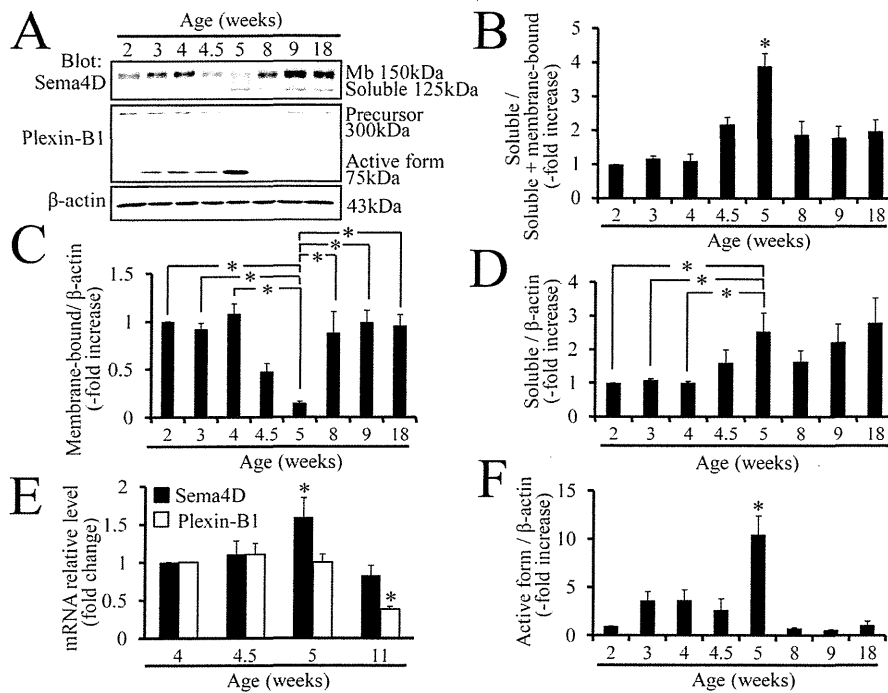 A
Age (weeks)
Blot:
2 3 4 4.5 5 8 9 18
Sema4D
Mb 150kDa
Soluble 125kDa
Plexin-B1
Precursor
300kDa
Active form
75kDa
β-actin
43kDa
B
Soluble /
Soluble + membrane-bound
(-fold increase)
5
4
3
2
1
0
*
2 3 4 4.5 5 8 9 18
Age (weeks)
C
Membrane-bound/ β-actin
(-fold increase)
1.5
1
0.5
0
*
*
*
*
*
*
2 3 4 4.5 5 8 9 18
Age (weeks)
D
Soluble / β-actin
(-fold increase)
4
3
2
1
0
*
*
*
2 3 4 4.5 5 8 9 18
Age (weeks)
E
mRNA relative level
(fold change)
2
1.5
1
0.5
0
Sema4D
Plexin-B1
*
*
4 4.5 5 11
Age (weeks)
F
Active form / β-actin
(-fold increase)
15
10
5
0
*
2 3 4 4.5 5 8 9 18
Age (weeks)